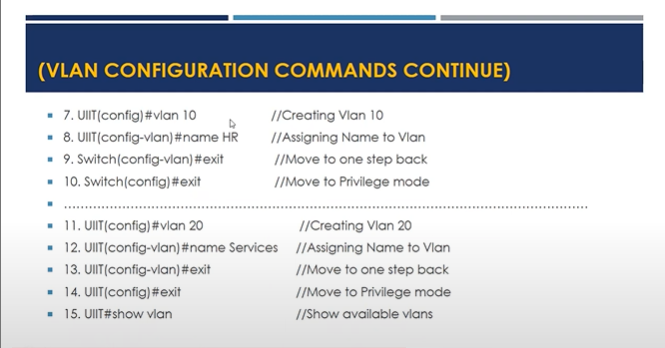 (VLAN CONFIGURATION COMMANDS CONTINUE)
7. UIIT(config)#vlan 10 //Creating Vlan 10
8. UIIT(config-vlan)#name HR //Assigning Name to Vlan
9. Switch(config-vlan)#exit //Move to one step back
10. Switch(config)#exit //Move to Privilege mode
............................................................................................................
11. UIIT(config)#vlan 20 //Creating Vlan 20
12. UIIT(config-vlan)#name Services //Assigning Name to Vlan
13. UIIT(config-vlan)#exit //Move to one step back
14. UIIT(config)#exit //Move to Privilege mode
15. UIIT#show vlan //Show available vlans